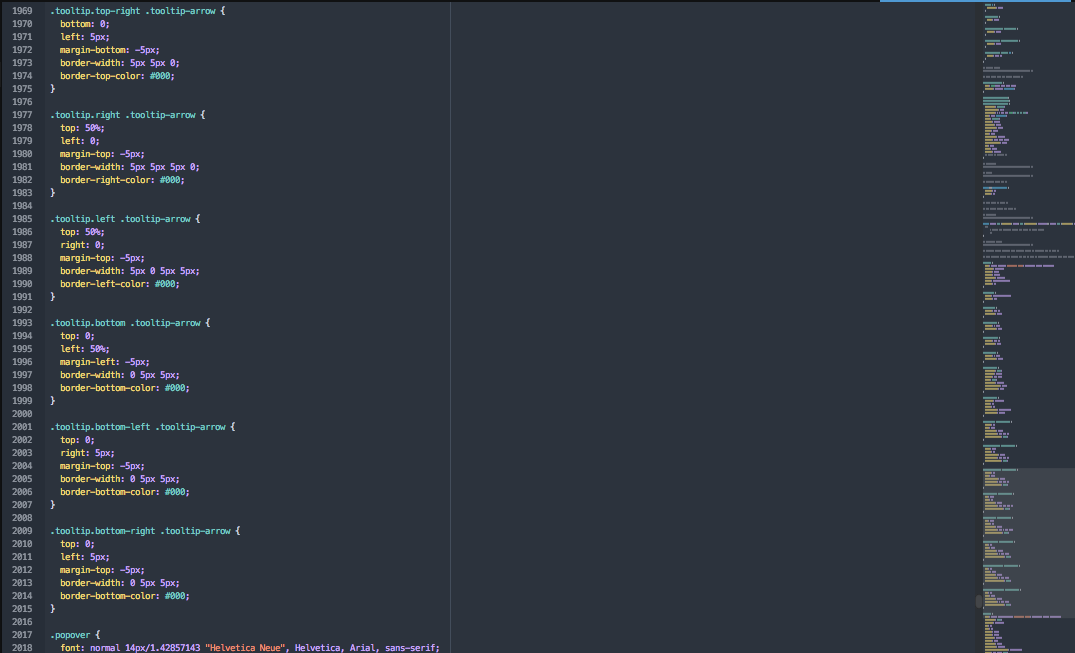 1969 .tooltip.top-right .tooltip-arrow {
1970 bottom: 0;
1971 left: 5px;
1972 margin-bottom: -5px;
1973 border-width: 5px 5px 0;
1974 border-top-color: #000;
1975 }
1976
1977 .tooltip.right .tooltip-arrow {
1978 top: 50%;
1979 left: 0;
1980 margin-top: -5px;
1981 border-width: 5px 5px 5px 0;
1982 border-right-color: #000;
1983 }
1984
1985 .tooltip.left .tooltip-arrow {
1986 top: 50%;
1987 right: 0;
1988 margin-top: -5px;
1989 border-width: 5px 0 5px 5px;
1990 border-left-color: #000;
1991 }
1992
1993 .tooltip.bottom .tooltip-arrow {
1994 top: 0;
1995 left: 50%;
1996 margin-left: -5px;
1997 border-width: 0 5px 5px;
1998 border-bottom-color: #000;
1999 }
2000
2001 .tooltip.bottom-left .tooltip-arrow {
2002 top: 0;
2003 right: 5px;
2004 margin-top: -5px;
2005 border-width: 0 5px 5px;
2006 border-bottom-color: #000;
2007 }
2008
2009 .tooltip.bottom-right .tooltip-arrow {
2010 top: 0;
2011 left: 5px;
2012 margin-top: -5px;
2013 border-width: 0 5px 5px;
2014 border-bottom-color: #000;
2015 }
2016
2017 .popover {
2018 font: normal 14px/1.42857143 "Helvetica Neue", Helvetica, Arial, sans-serif;